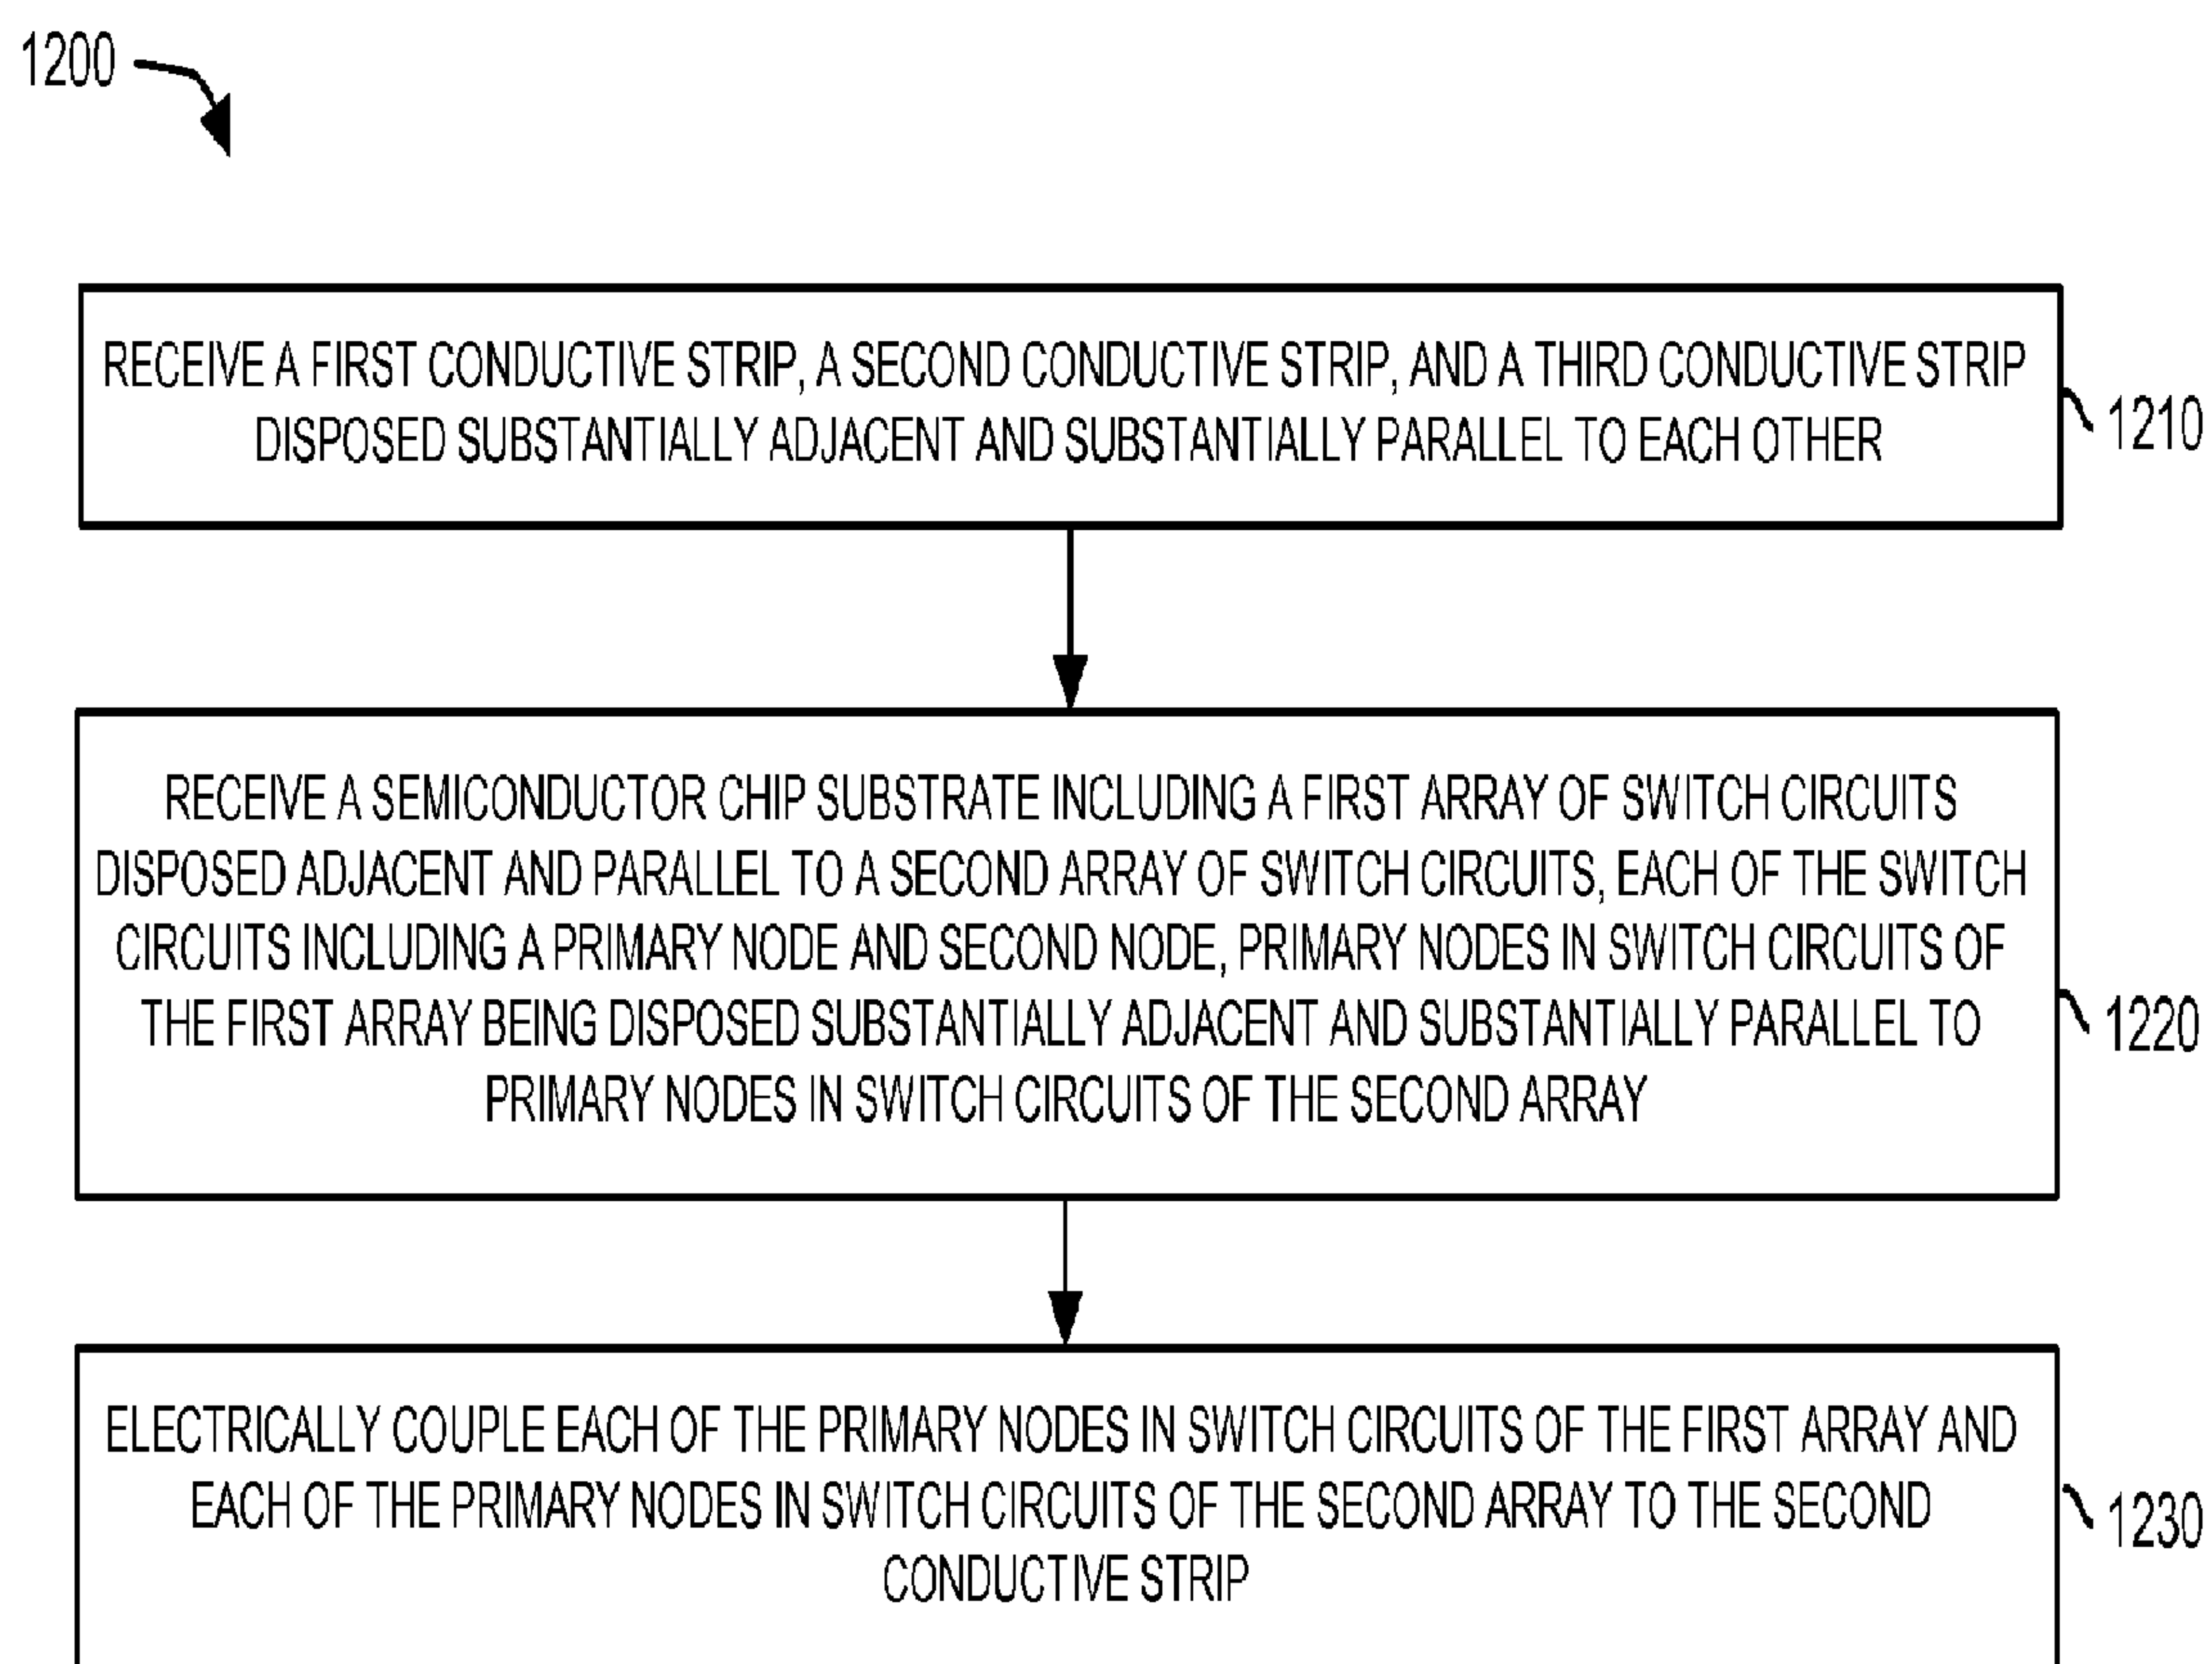 1200
RECEIVE A FIRST CONDUCTIVE STRIP, A SECOND CONDUCTIVE STRIP, AND A THIRD CONDUCTIVE STRIP
DISPOSED SUBSTANTIALLY ADJACENT AND SUBSTANTIALLY PARALLEL TO EACH OTHER
1210
RECEIVE A SEMICONDUCTOR CHIP SUBSTRATE INCLUDING A FIRST ARRAY OF SWITCH CIRCUITS
DISPOSED ADJACENT AND PARALLEL TO A SECOND ARRAY OF SWITCH CIRCUITS, EACH OF THE SWITCH
CIRCUITS INCLUDING A PRIMARY NODE AND SECOND NODE, PRIMARY NODES IN SWITCH CIRCUITS OF
THE FIRST ARRAY BEING DISPOSED SUBSTANTIALLY ADJACENT AND SUBSTANTIALLY PARALLEL TO
PRIMARY NODES IN SWITCH CIRCUITS OF THE SECOND ARRAY
1220
ELECTRICALLY COUPLE EACH OF THE PRIMARY NODES IN SWITCH CIRCUITS OF THE FIRST ARRAY AND
EACH OF THE PRIMARY NODES IN SWITCH CIRCUITS OF THE SECOND ARRAY TO THE SECOND
CONDUCTIVE STRIP
1230